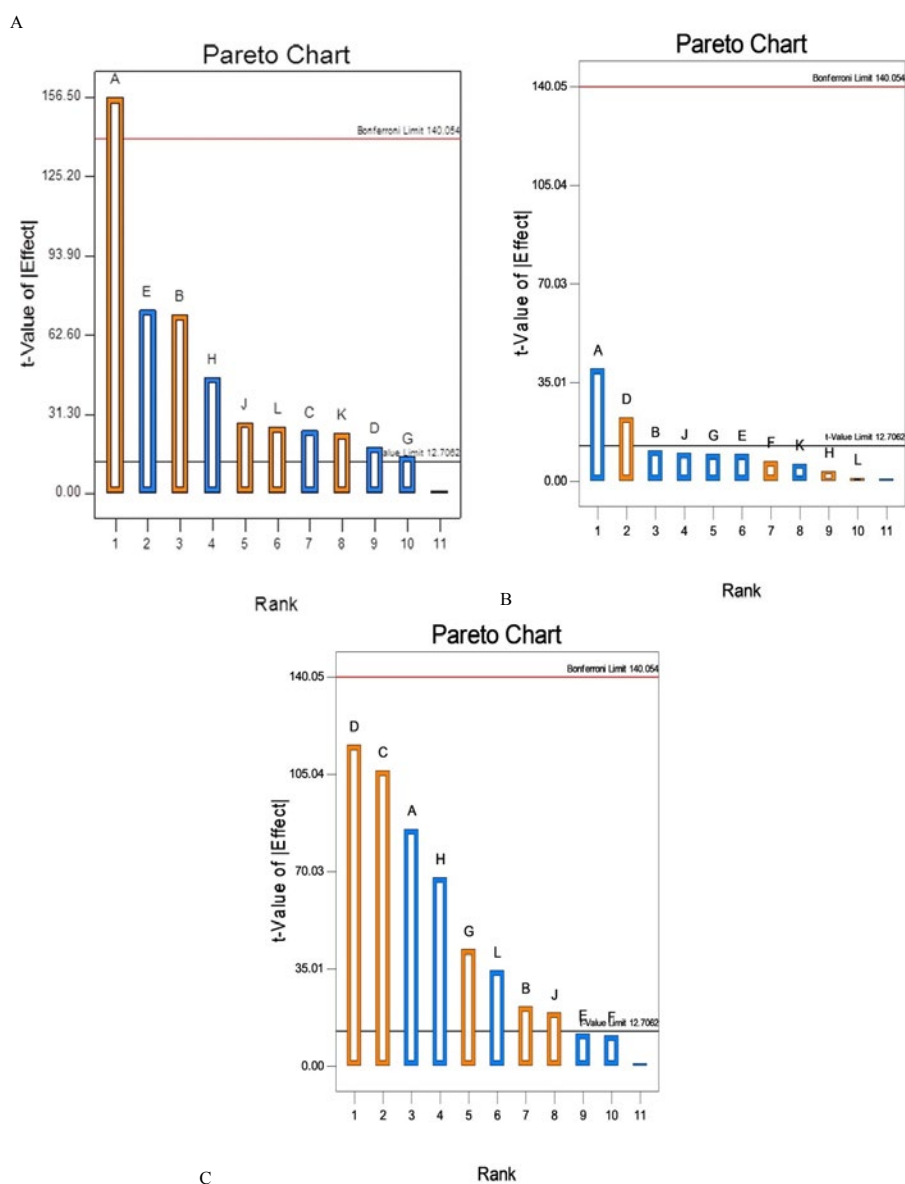 A
Pareto Chart
A
156.50
Bonferroni Limit 140.054
125.20
t-Value of |Effect|
93.90
E
B
62.60
H
31.30
J
L
C
K
D
G
Value Limit 12.7062
0.00
1 2 3 4 5 6 7 8 9 10 11
Rank
Pareto Chart
140.05
Bonferroni Limit 140.054
105.04
t-Value of |Effect|
70.03
A
35.01
D
B J G E F K H L
t-Value Limit 12.7062
0.00
1 2 3 4 5 6 7 8 9 10 11
Rank
B
Pareto Chart
140.05
Bonferroni Limit 140.054
D
C
105.04
t-Value of |Effect|
A
70.03
H
G
35.01
L
B
J
E F
t-Value Limit 12.7062
0.00
1 2 3 4 5 6 7 8 9 10 11
Rank
C